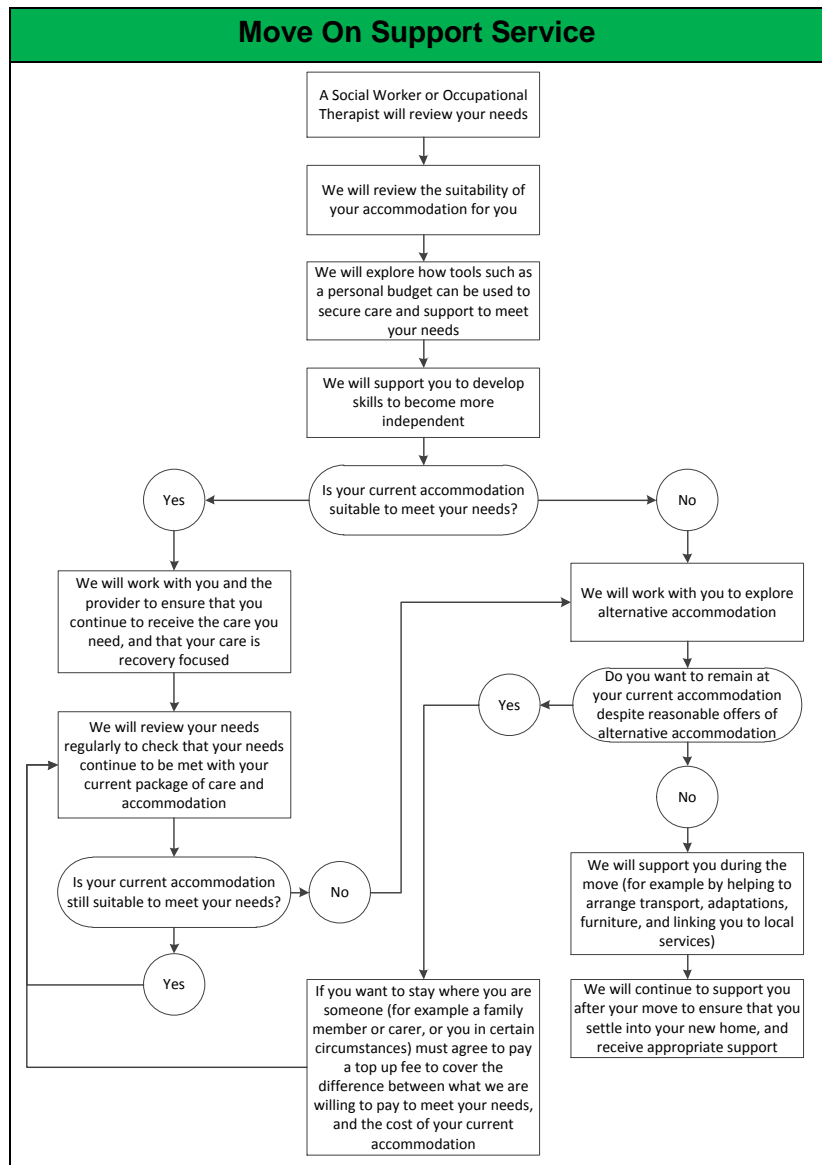 Move On Support Service
A Social Worker or Occupational
Therapist will review your needs
We will review the suitability of
your accommodation for you
We will explore how tools such as
a personal budget can be used to
secure care and support to meet
your needs
We will support you to develop
skills to become more
independent
Is your current accommodation
suitable to meet your needs?
Yes
No
We will work with you and the
provider to ensure that you
continue to receive the care you
need, and that your care is
recovery focused
We will review your needs
regularly to check that your needs
continue to be met with your
current package of care and
accommodation
Is your current accommodation
still suitable to meet your needs?
No
Yes
We will work with you to explore
alternative accommodation
Do you want to remain at
your current accommodation
despite reasonable offers of
alternative accommodation
Yes
No
If you want to stay where you are
someone (for example a family
member or carer, or you in certain
circumstances) must agree to pay
a top up fee to cover the
difference between what we are
willing to pay to meet your needs,
and the cost of your current
accommodation
We will support you during the
move (for example by helping to
arrange transport, adaptations,
furniture, and linking you to local
services)
We will continue to support you
after your move to ensure that you
settle into your new home, and
receive appropriate support